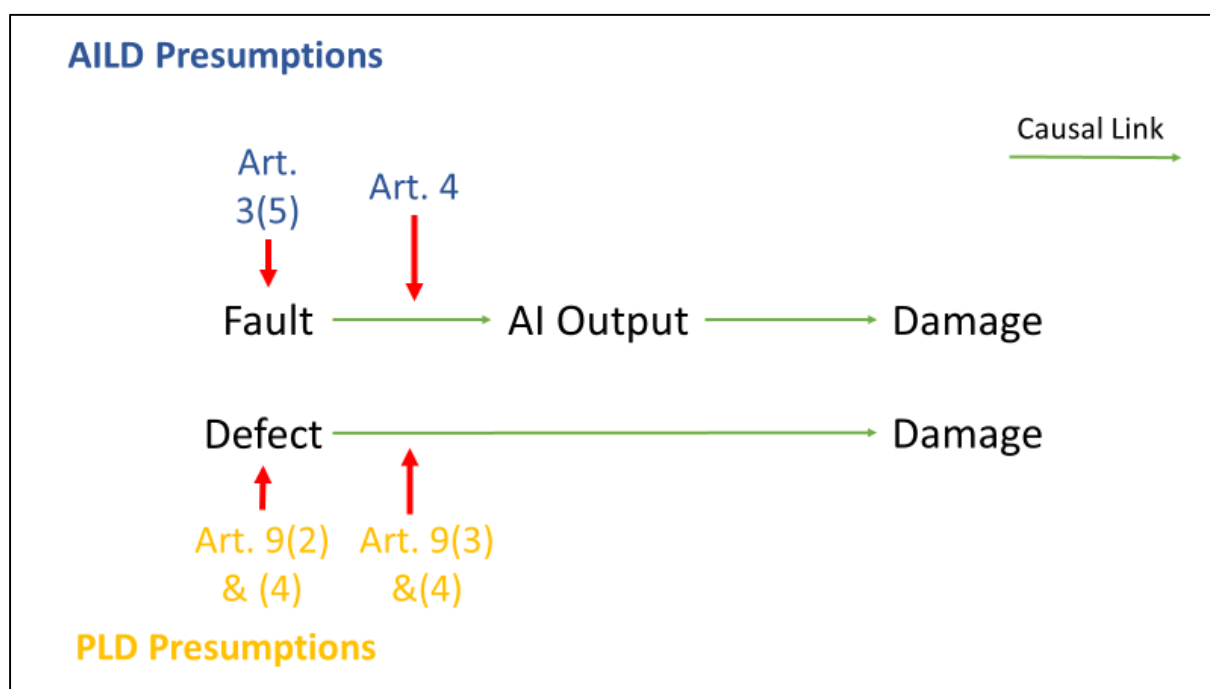 AILD Presumptions
Causal Link
Art.
3(5)
Art. 4
Fault
AI Output
Damage
Defect
Damage
Art. 9(2)
& (4)
Art. 9(3)
&(4)
PLD Presumptions